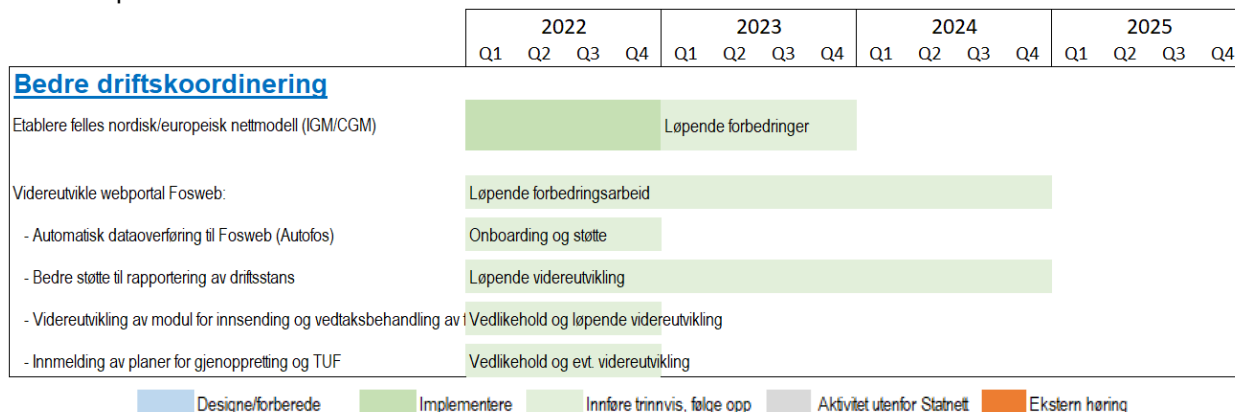 2022 2023 2024 2025
Q1 Q2 Q3 Q4 Q1 Q2 Q3 Q4 Q1 Q2 Q3 Q4 Q1 Q2 Q3 Q4
Bedre driftskoordinering
Etablere felles nordisk/europeisk nettmodell (IGM/CGM) Løpende forbedringer
Videreutvikle webportal Fosweb: Løpende forbedringsarbeid
- Automatisk dataoverføring til Fosweb (Autofos) Onboarding og støtte
- Bedre støtte til rapportering av driftsstans Løpende videreutvikling
- Videreutvikling av modul for innsending og vedtaksbehandling av Vedlikehold og løpende videreutvikling
- Innmelding av planer for gjenoppretting og TUF Vedlikehold og evt. videreutvikling
Designe/forberede Implementere Innføre trinnvis, følge opp Aktivitet utenfor Statnett Ekstern høring